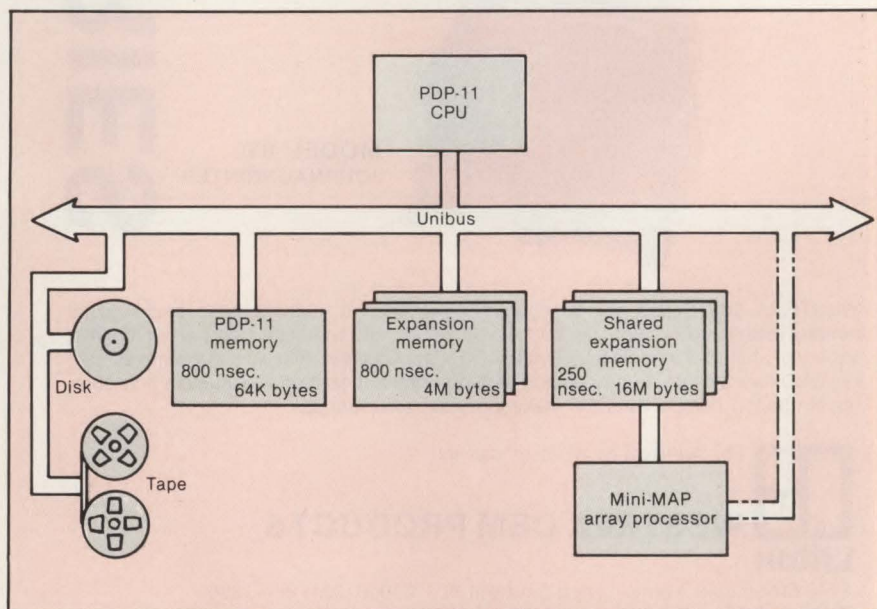 PDP-11
CPU
Unibus
PDP-11
memory
800 nsec.
64K bytes
Expansion
memory
800 nsec.
4M bytes
Shared
expansion
memory
250
nsec. 16M bytes
Disk
Tape
Mini-MAP
array processor